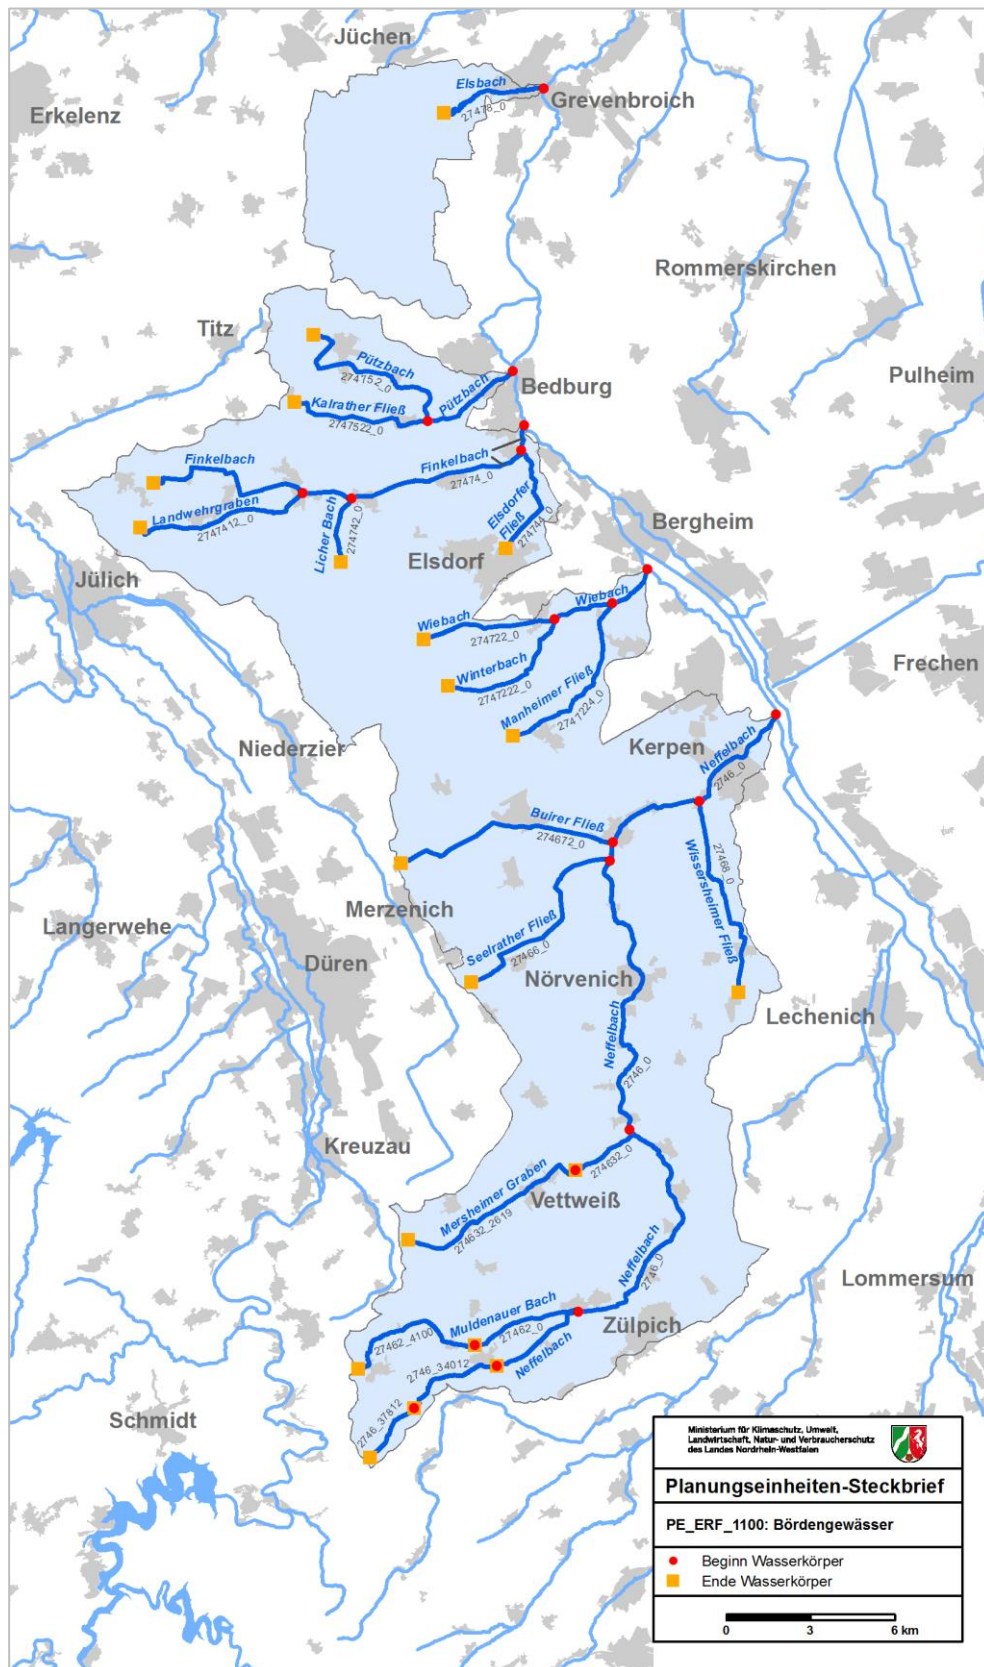 Jüchen
Elsbach
27478_0
Grevenbroich
Erkelenz
Rommerskirchen
Titz
Pützbach
274752_0
Pützbach
Bedburg
Pulheim
Kalrather Fließ
2747522_0
Finkelbach
Finkelbach
27474_0
Landwehrgraben
2747412_0
Licher Bach
274742_0
Elsdorfer
Fließ
274744_0
Bergheim
Elsdorf
Jülich
Wiebach
Wiebach
274722_0
Winterbach
2747222_0
Manheimer Fließ
2747224_0
Frechen
Niederzier
Kerpen
Neffelbach
2746_0
Buirer Fließ
274672_0
Wissersheimer Fließ
27468_0
Merzenich
Langerwehe
Düren
Seelrather Fließ
27466_0
Nörvenich
Lechenich
Neffelbach
2746_0
Kreuzau
274632_0
Mersheimer Graben
274632_2619
Vettweiß
Neffelbach
2746_0
Lommersum
Muldenauer Bach
27462_0
27462_4100
Zülpich
2746_34012
Neffelbach
2746_37812
Schmidt
Ministerium für Klimaschutz, Umwelt,
Landwirtschaft, Natur- und Verbraucherschutz
des Landes Nordrhein-Westfalen
Planungseinheiten-Steckbrief
PE_ERF_1100: Bördengewässer
Beginn Wasserkörper
Ende Wasserkörper
0 3 6 km